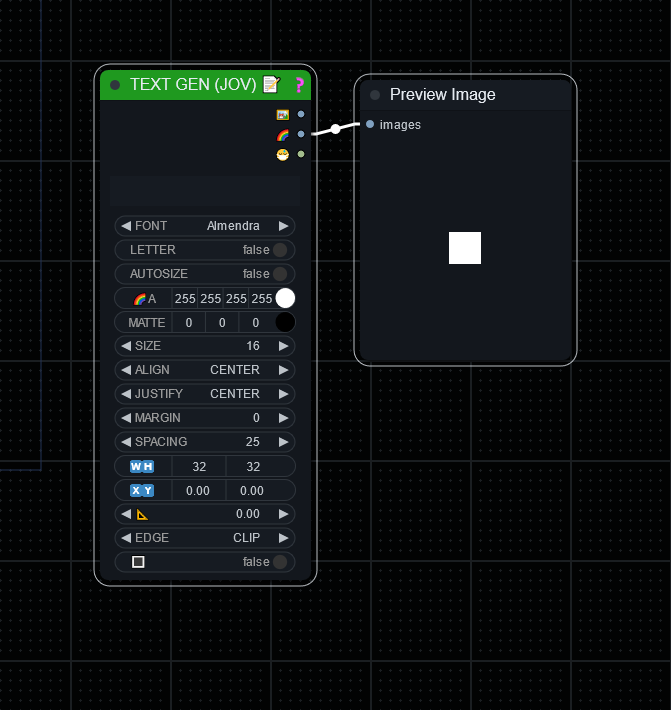 TEXT GEN (JOV) 📝 ❓
Preview Image
images
FONT Almendra
LETTER false
AUTOSIZE false
🌈 A 255 255 255 255
MATTE 0 0 0
SIZE 16
ALIGN CENTER
JUSTIFY CENTER
MARGIN 0
SPACING 25
W H 32 32
X Y 0.00 0.00
📐 0.00
EDGE CLIP
🔳 false